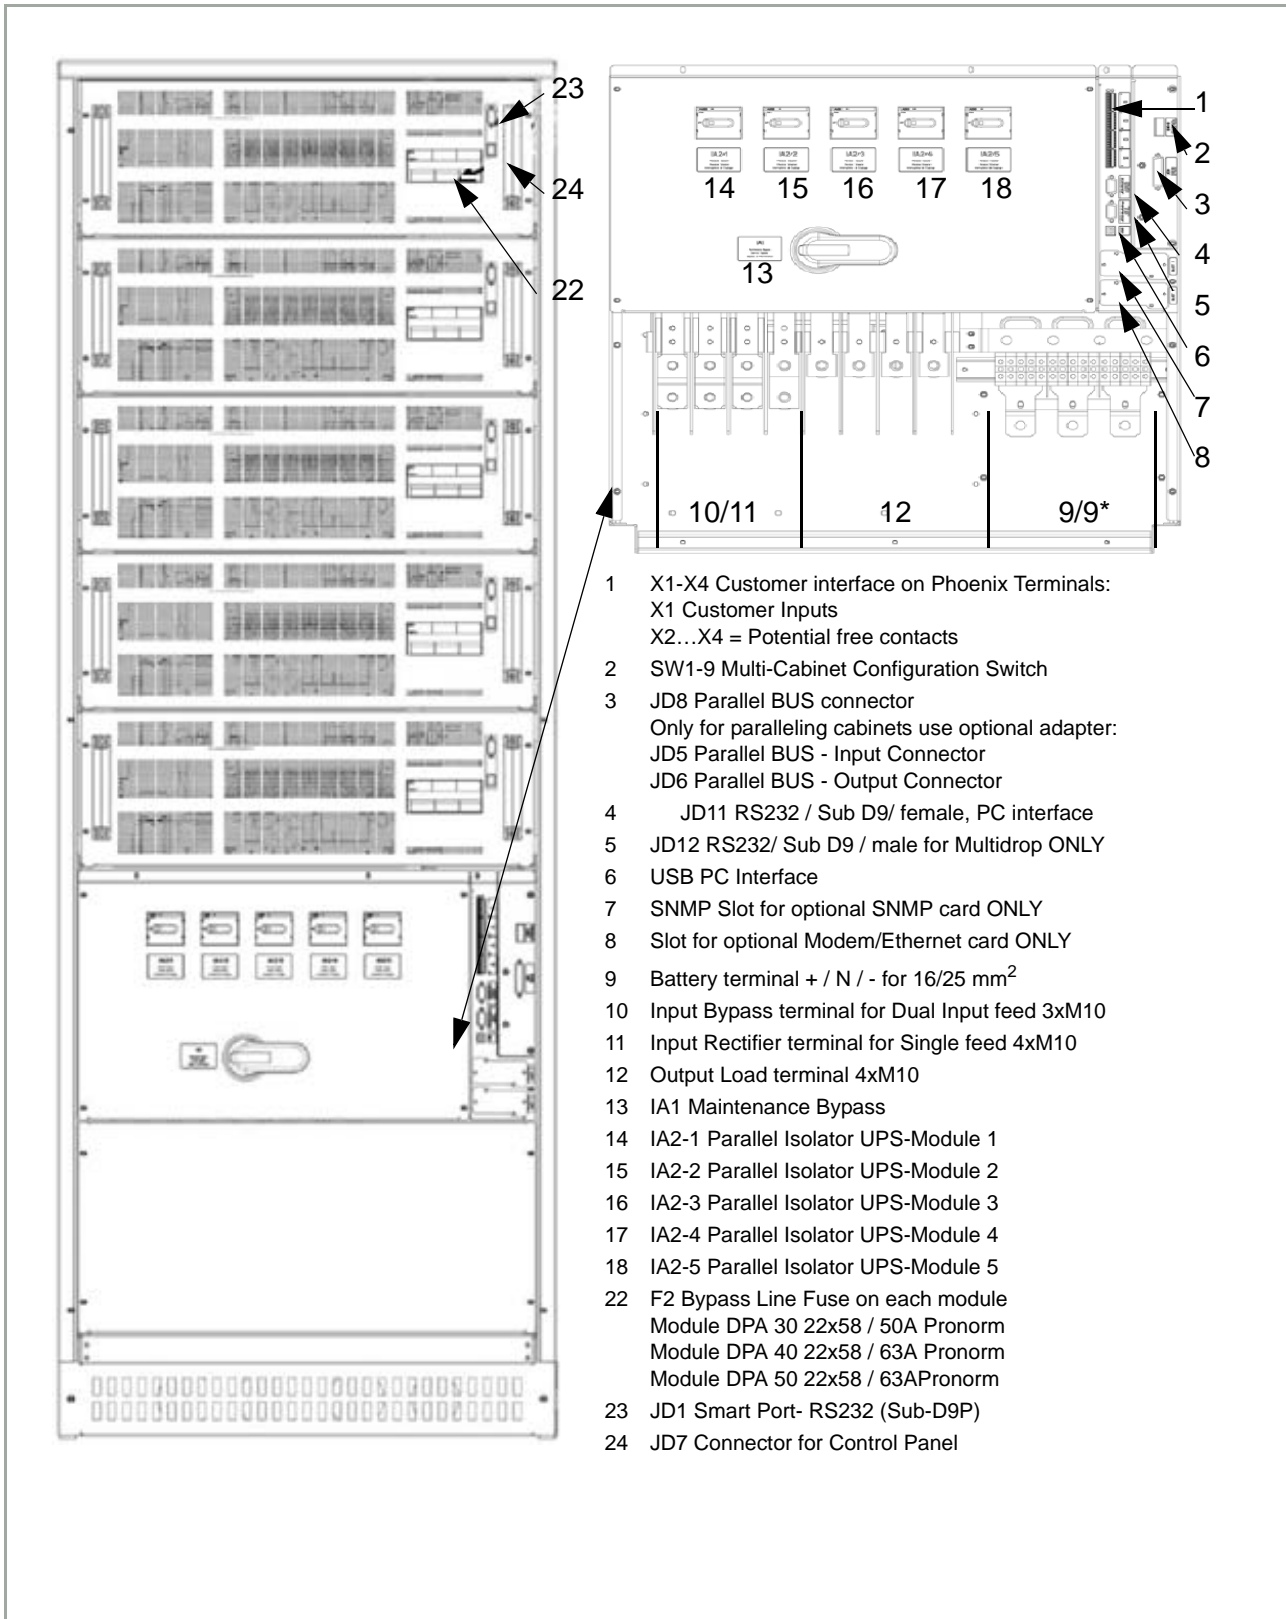 23
24
22
1
2
3
4
5
6
7
8
IA2-1
IA2-2
IA2-3
IA2-4
IA2-5
14
15
16
17
18
IA1
13
10/11
12
9/9*
1 X1-X4 Customer interface on Phoenix Terminals:
X1 Customer Inputs
X2…X4 = Potential free contacts
2 SW1-9 Multi-Cabinet Configuration Switch
3 JD8 Parallel BUS connector
Only for paralleling cabinets use optional adapter:
JD5 Parallel BUS - Input Connector
JD6 Parallel BUS - Output Connector
4 JD11 RS232 / Sub D9/ female, PC interface
5 JD12 RS232/ Sub D9 / male for Multidrop ONLY
6 USB PC Interface
7 SNMP Slot for optional SNMP card ONLY
8 Slot for optional Modem/Ethernet card ONLY
9 Battery terminal + / N / - for 16/25 mm2
10 Input Bypass terminal for Dual Input feed 3xM10
11 Input Rectifier terminal for Single feed 4xM10
12 Output Load terminal 4xM10
13 IA1 Maintenance Bypass
14 IA2-1 Parallel Isolator UPS-Module 1
15 IA2-2 Parallel Isolator UPS-Module 2
16 IA2-3 Parallel Isolator UPS-Module 3
17 IA2-4 Parallel Isolator UPS-Module 4
18 IA2-5 Parallel Isolator UPS-Module 5
22 F2 Bypass Line Fuse on each module
Module DPA 30 22x58 / 50A Pronorm
Module DPA 40 22x58 / 63A Pronorm
Module DPA 50 22x58 / 63APronorm
23 JD1 Smart Port- RS232 (Sub-D9P)
24 JD7 Connector for Control Panel